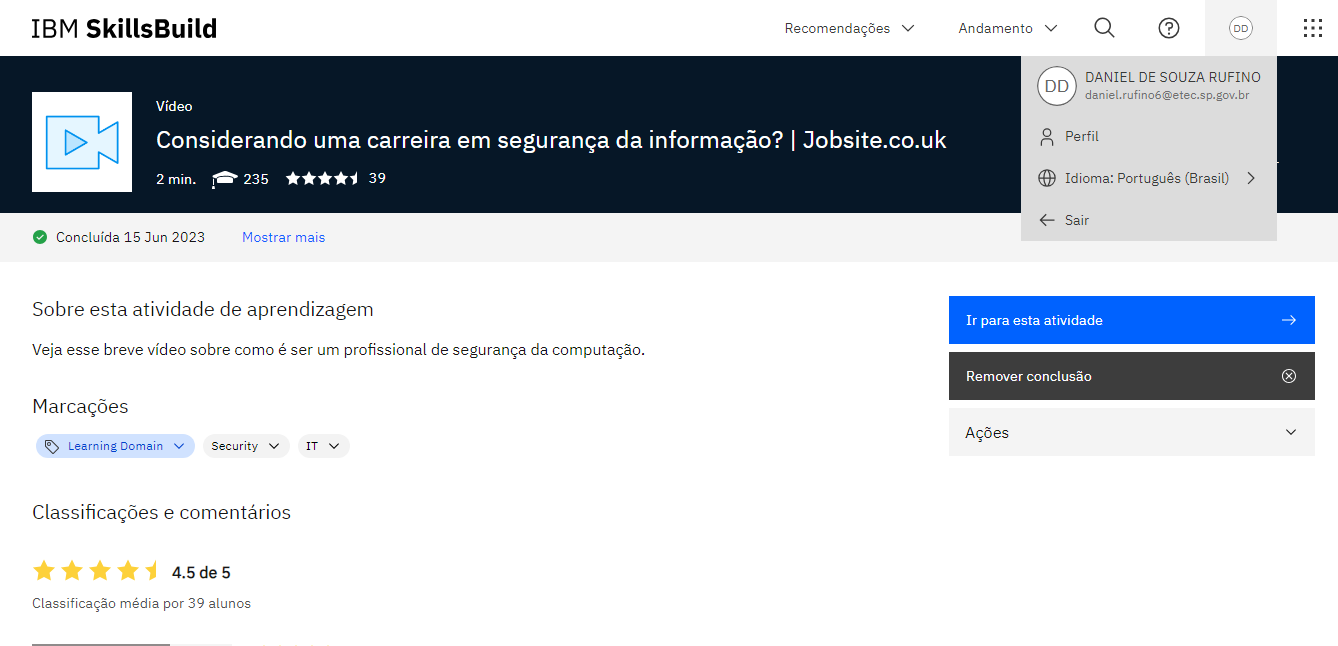 IBM SkillsBuild
Recomendações
Andamento
DD
DD
DANIEL DE SOUZA RUFINO
daniel.rufino6@etec.sp.gov.br
Perfil
Idioma: Português (Brasil)
Sair
Vídeo
Considerando uma carreira em segurança da informação? | Jobsite.co.uk
2 min. 235 39
Concluída 15 Jun 2023 Mostrar mais
Sobre esta atividade de aprendizagem
Veja esse breve vídeo sobre como é ser um profissional de segurança da computação.
Marcações
Learning Domain Security IT
Classificações e comentários
4.5 de 5
Classificação média por 39 alunos
Ir para esta atividade
Remover conclusão
Ações